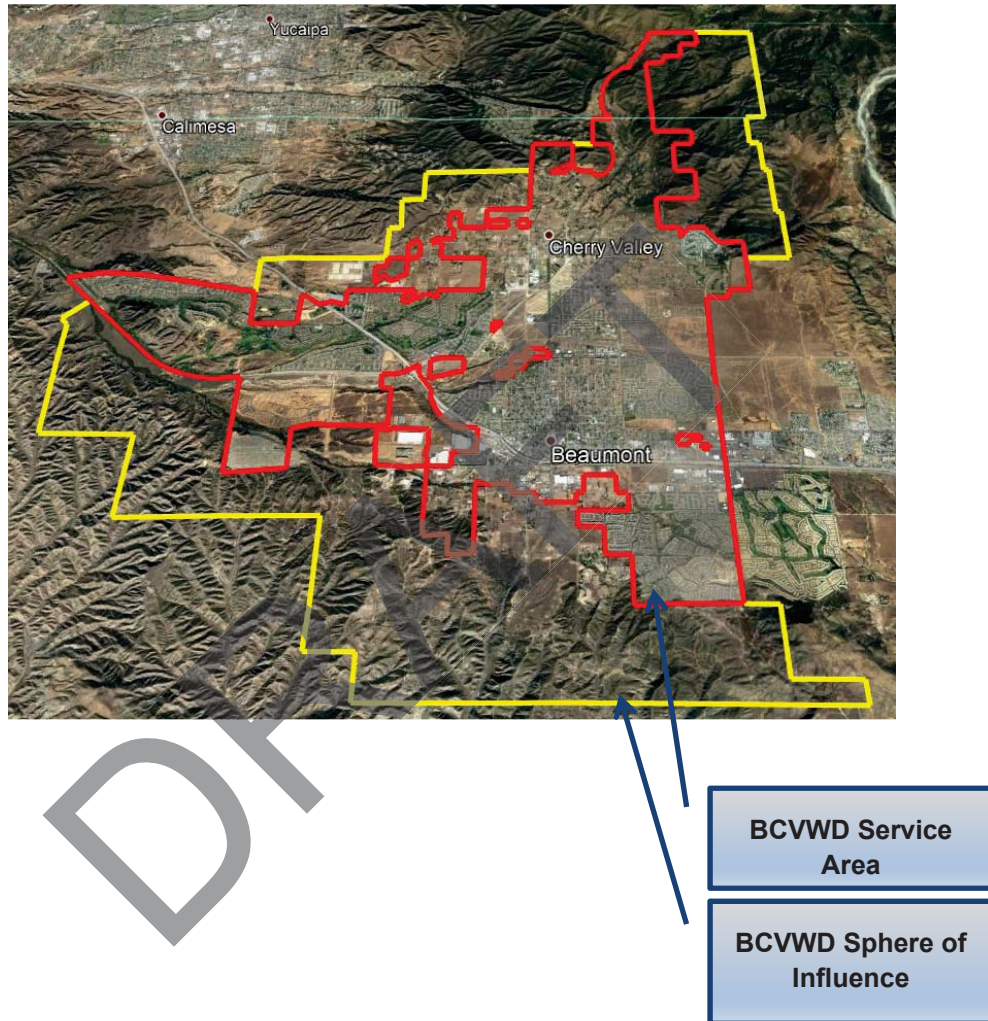 Yucaipa
Calimesa
Cherry Valley
Beaumont
DRAFT
BCVWD Service
Area
BCVWD Sphere of
Influence